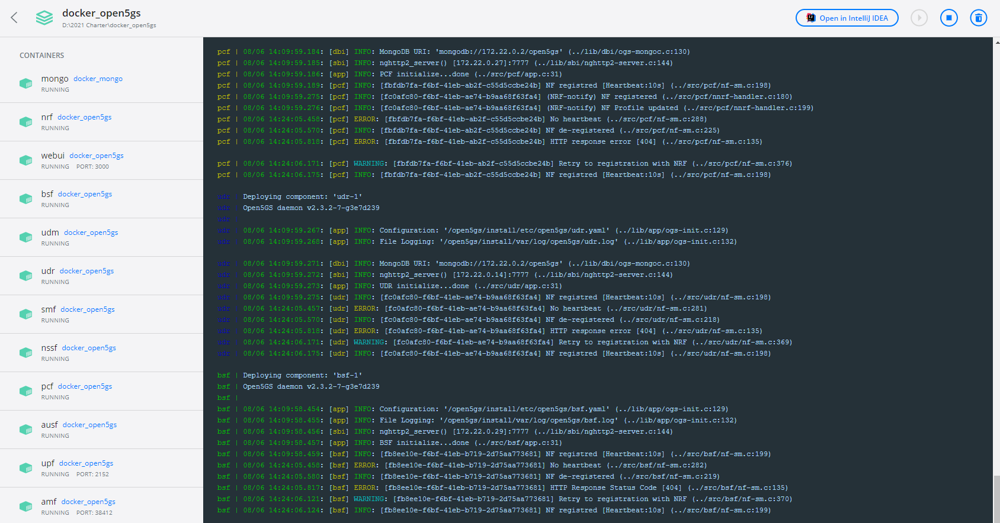 docker_open5gs
D:\2021 Charter\docker_open5gs
Open in IntelliJ IDEA
CONTAINERS
mongo docker_mongo
RUNNING
nrf docker_open5gs
RUNNING
webui docker_open5gs
RUNNING PORT: 3000
bsf docker_open5gs
RUNNING
udm docker_open5gs
RUNNING
udr docker_open5gs
RUNNING
smf docker_open5gs
RUNNING
nssf docker_open5gs
RUNNING
pcf docker_open5gs
RUNNING
ausf docker_open5gs
RUNNING
upf docker_open5gs
RUNNING PORT: 2152
amf docker_open5gs
RUNNING PORT: 38412
pcf | 08/06 14:09:59.184: [dbi] INFO: MongoDB URI: 'mongodb://172.22.0.2/open5gs' (../lib/dbi/ogs-mongoc.c:130)
pcf | 08/06 14:09:59.185: [sbi] INFO: nghttp2_server() [172.22.0.27]:7777 (../lib/sbi/nghttp2-server.c:144)
pcf | 08/06 14:09:59.186: [app] INFO: PCF initialize...done (../src/pcf/app.c:31)
pcf | 08/06 14:09:59.189: [pcf] INFO: [fbfdb7fa-f6bf-41eb-ab2f-c55d5ccbe24b] NF registred [Heartbeat:10s] (../src/pcf/nf-sm.c:198)
pcf | 08/06 14:09:59.275: [pcf] INFO: [fc0afc80-f6bf-41eb-ae74-b9aa68f63fa4] (NRF-notify) NF registered (../src/pcf/nnrf-handler.c:180)
pcf | 08/06 14:09:59.276: [pcf] INFO: [fc0afc80-f6bf-41eb-ae74-b9aa68f63fa4] (NRF-notify) NF Profile updated (../src/pcf/nnrf-handler.c:199)
pcf | 08/06 14:24:05.458: [pcf] ERROR: [fbfdb7fa-f6bf-41eb-ab2f-c55d5ccbe24b] No heartbeat (../src/pcf/nf-sm.c:288)
pcf | 08/06 14:24:05.570: [pcf] INFO: [fbfdb7fa-f6bf-41eb-ab2f-c55d5ccbe24b] NF de-registered (../src/pcf/nf-sm.c:225)
pcf | 08/06 14:24:05.818: [pcf] ERROR: [fbfdb7fa-f6bf-41eb-ab2f-c55d5ccbe24b] HTTP response error [404] (../src/pcf/nf-sm.c:135)
pcf | 08/06 14:24:06.171: [pcf] WARNING: [fbfdb7fa-f6bf-41eb-ab2f-c55d5ccbe24b] Retry to registration with NRF (../src/pcf/nf-sm.c:376)
pcf | 08/06 14:24:06.175: [pcf] INFO: [fbfdb7fa-f6bf-41eb-ab2f-c55d5ccbe24b] NF registred [Heartbeat:10s] (../src/pcf/nf-sm.c:198)
udr | Deploying component: 'udr-1'
udr | Open5GS daemon v2.3.2-7-g3e7d239
udr |
udr | 08/06 14:09:59.267: [app] INFO: Configuration: '/open5gs/install/etc/open5gs/udr.yaml' (../lib/app/ogs-init.c:129)
udr | 08/06 14:09:59.268: [app] INFO: File Logging: '/open5gs/install/var/log/open5gs/udr.log' (../lib/app/ogs-init.c:132)
udr | 08/06 14:09:59.271: [dbi] INFO: MongoDB URI: 'mongodb://172.22.0.2/open5gs' (../lib/dbi/ogs-mongoc.c:130)
udr | 08/06 14:09:59.272: [sbi] INFO: nghttp2_server() [172.22.0.14]:7777 (../lib/sbi/nghttp2-server.c:144)
udr | 08/06 14:09:59.273: [app] INFO: UDR initialize...done (../src/udr/app.c:31)
udr | 08/06 14:09:59.275: [udr] INFO: [fc0afc80-f6bf-41eb-ae74-b9aa68f63fa4] NF registred [Heartbeat:10s] (../src/udr/nf-sm.c:198)
udr | 08/06 14:24:05.457: [udr] ERROR: [fc0afc80-f6bf-41eb-ae74-b9aa68f63fa4] No heartbeat (../src/udr/nf-sm.c:281)
udr | 08/06 14:24:05.570: [udr] INFO: [fc0afc80-f6bf-41eb-ae74-b9aa68f63fa4] NF de-registered (../src/udr/nf-sm.c:218)
udr | 08/06 14:24:05.818: [udr] ERROR: [fc0afc80-f6bf-41eb-ae74-b9aa68f63fa4] HTTP response error [404] (../src/udr/nf-sm.c:135)
udr | 08/06 14:24:06.171: [udr] WARNING: [fc0afc80-f6bf-41eb-ae74-b9aa68f63fa4] Retry to registration with NRF (../src/udr/nf-sm.c:369)
udr | 08/06 14:24:06.175: [udr] INFO: [fc0afc80-f6bf-41eb-ae74-b9aa68f63fa4] NF registred [Heartbeat:10s] (../src/udr/nf-sm.c:198)
bsf | Deploying component: 'bsf-1'
bsf | Open5GS daemon v2.3.2-7-g3e7d239
bsf |
bsf | 08/06 14:09:58.454: [app] INFO: Configuration: '/open5gs/install/etc/open5gs/bsf.yaml' (../lib/app/ogs-init.c:129)
bsf | 08/06 14:09:58.455: [app] INFO: File Logging: '/open5gs/install/var/log/open5gs/bsf.log' (../lib/app/ogs-init.c:132)
bsf | 08/06 14:09:58.456: [sbi] INFO: nghttp2_server() [172.22.0.29]:7777 (../lib/sbi/nghttp2-server.c:144)
bsf | 08/06 14:09:58.457: [app] INFO: BSF initialize...done (../src/bsf/app.c:31)
bsf | 08/06 14:09:58.459: [bsf] INFO: [fb8ee10e-f6bf-41eb-b719-2d75aa773681] NF registred [Heartbeat:10s] (../src/bsf/nf-sm.c:199)
bsf | 08/06 14:24:05.458: [bsf] ERROR: [fb8ee10e-f6bf-41eb-b719-2d75aa773681] No heartbeat (../src/bsf/nf-sm.c:282)
bsf | 08/06 14:24:05.580: [bsf] INFO: [fb8ee10e-f6bf-41eb-b719-2d75aa773681] NF de-registered (../src/bsf/nf-sm.c:219)
bsf | 08/06 14:24:05.817: [bsf] ERROR: [fb8ee10e-f6bf-41eb-b719-2d75aa773681] HTTP Response Status Code [404] (../src/bsf/nf-sm.c:135)
bsf | 08/06 14:24:06.121: [bsf] WARNING: [fb8ee10e-f6bf-41eb-b719-2d75aa773681] Retry to registration with NRF (../src/bsf/nf-sm.c:370)
bsf | 08/06 14:24:06.124: [bsf] INFO: [fb8ee10e-f6bf-41eb-b719-2d75aa773681] NF registred [Heartbeat:10s] (../src/bsf/nf-sm.c:199)